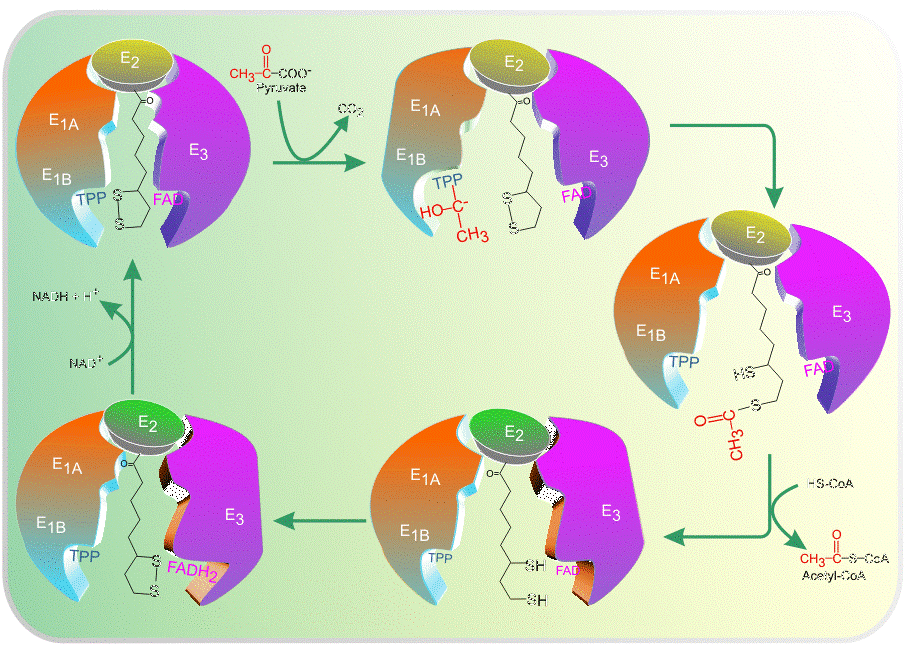 E2
E1A
E1B
E3
TPP
FAD
C
O
S
S
O
CH3-C-COO-
Pyruvate
CO2
E2
E1A
E1B
E3
TPP
FAD
O
HO-C-
CH3
S
S
E2
E1A
E1B
E3
TPP
FAD
O
HS
S
O
C
CH3
HS-CoA
O
CH3-C-S-CoA
Acetyl-CoA
E2
E1A
E1B
E3
TPP
FAD
O
SH
SH
E2
E1A
E1B
E3
TPP
FADH2
O
S
S
NADH + H+
NAD+